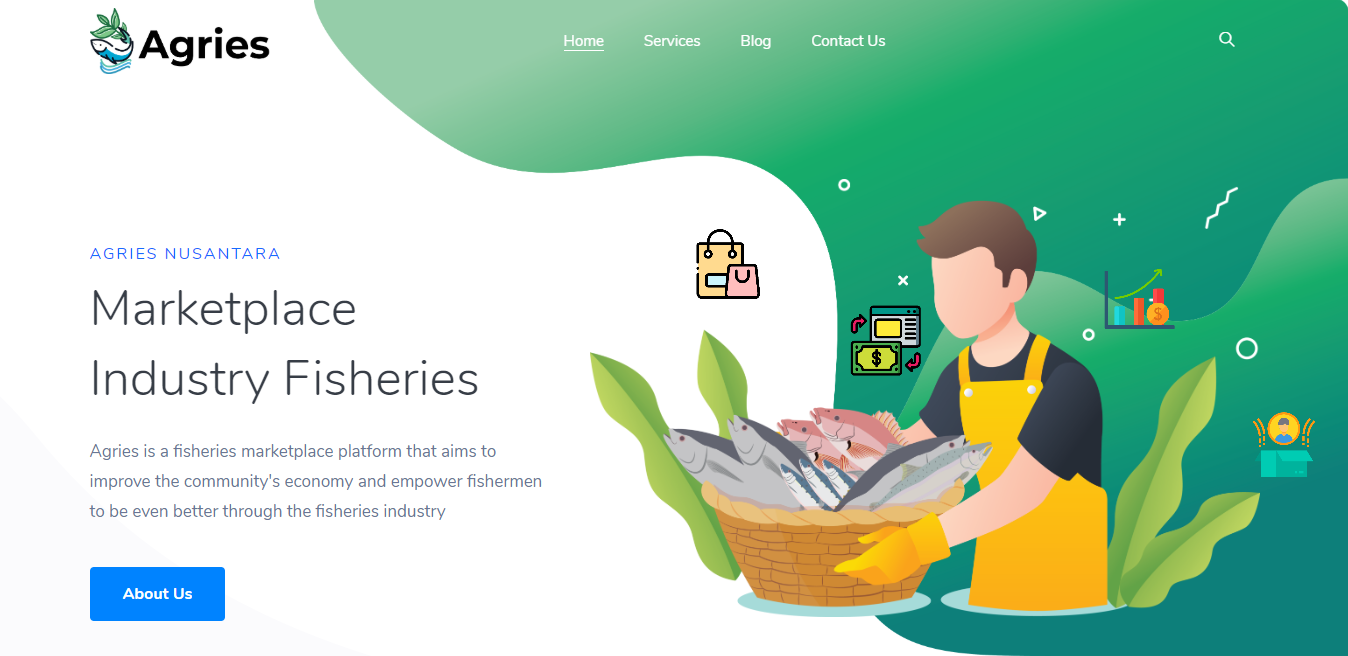 Agries
Home Services Blog Contact Us
AGRIES NUSANTARA
Marketplace
Industry Fisheries
Agries is a fisheries marketplace platform that aims to
improve the community's economy and empower fishermen
to be even better through the fisheries industry
About Us
$
$